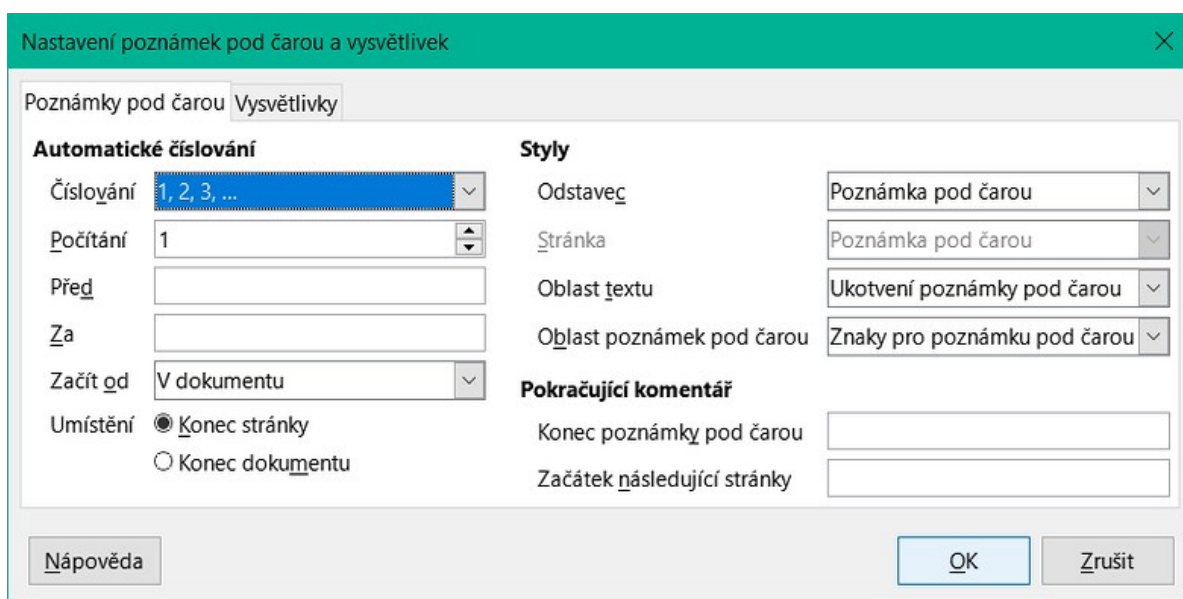 Nastavení poznámek pod čarou a vysvětlivek
Poznámky pod čarou Vysvětlivky
Automatické číslování
Číslování 1, 2, 3, ...
Počítání 1
Před
Za
Začít od V dokumentu
Umístění Konec stránky
Konec dokumentu
Styly
Odstavec Poznámka pod čarou
Stránka Poznámka pod čarou
Oblast textu Ukotvení poznámky pod čarou
Oblast poznámek pod čarou Znaky pro poznámku pod čarou
Pokračující komentář
Konec poznámky pod čarou
Začátek následující stránky
Nápověda OK Zrušit